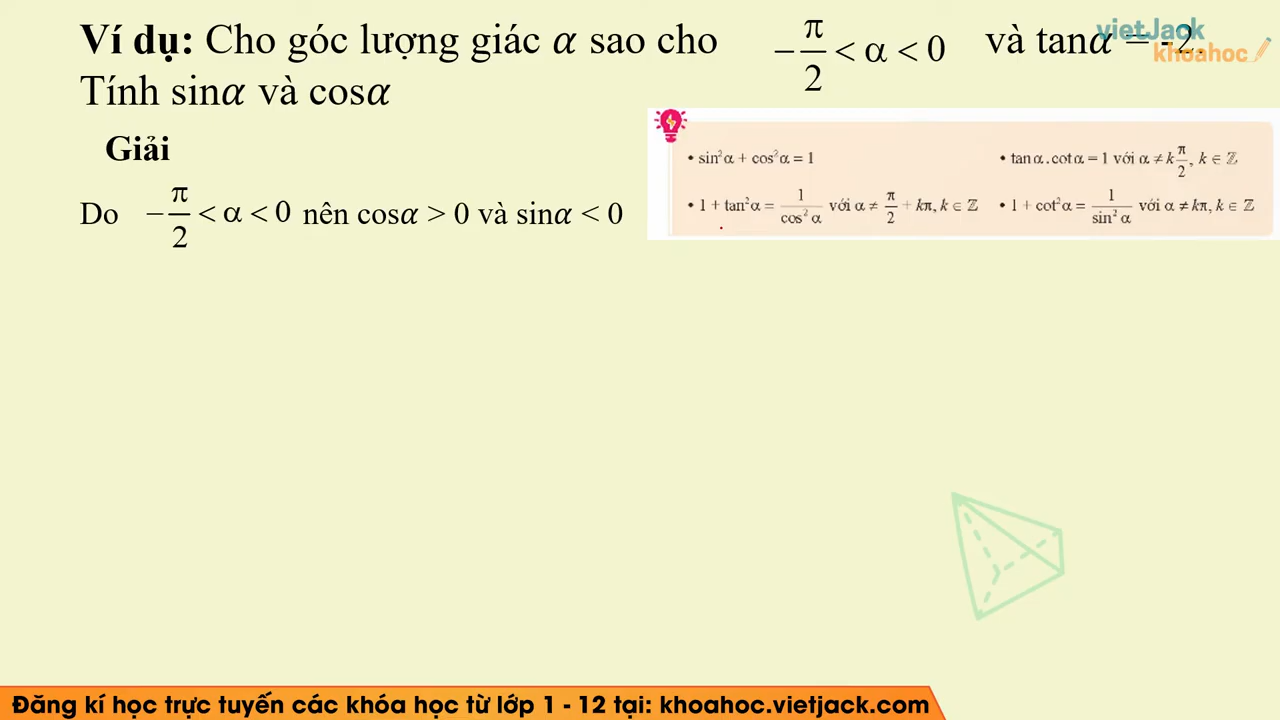 Ví dụ: Cho góc lượng giác α sao cho −π/2 < α < 0 và tanα = -2.
Tính sinα và cosα
vietJack
khoahoc
Giải
• sin²α + cos²α = 1 • tanα.cotα = 1 với α ≠ kπ/2, k ∈ ℤ
• 1 + tan²α = 1/cos²α với α ≠ π/2 + kπ, k ∈ ℤ • 1 + cot²α = 1/sin²α với α ≠ kπ, k ∈ ℤ
Do −π/2 < α < 0 nên cosα > 0 và sinα < 0
Đăng kí học trực tuyến các khóa học từ lớp 1 - 12 tại: khoahoc.vietjack.com